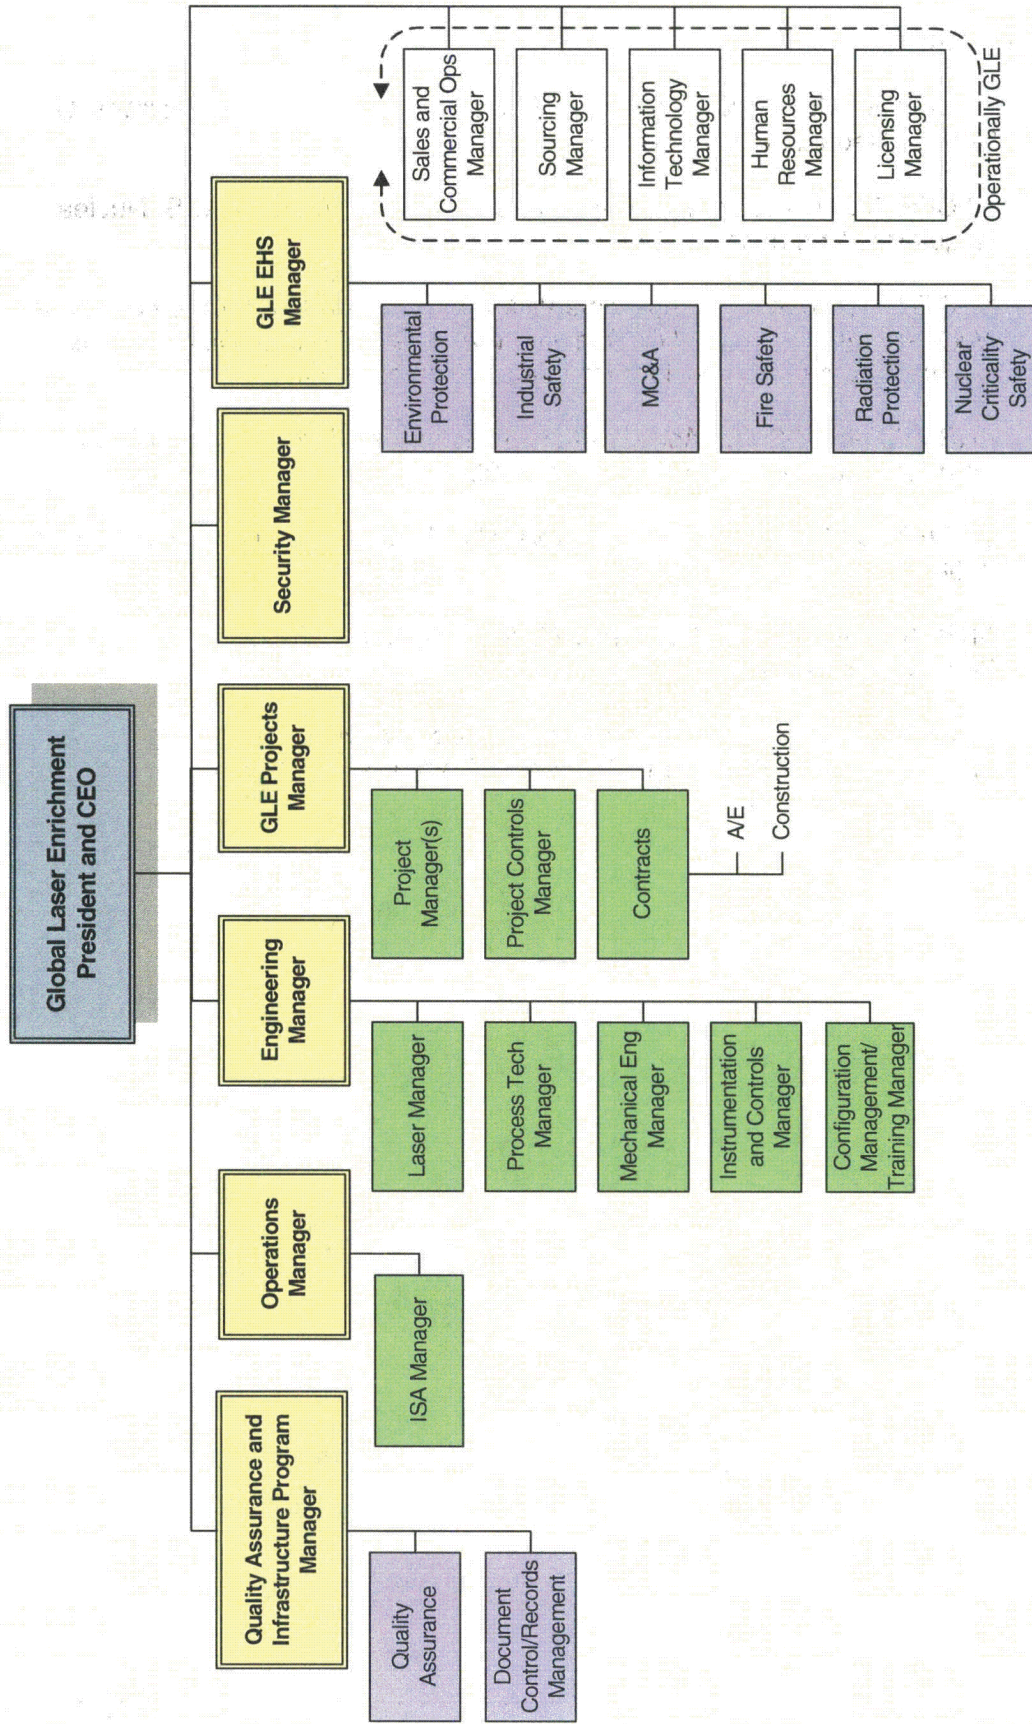 Global Laser Enrichment
President and CEO
Quality Assurance and
Infrastructure Program
Manager
Quality
Assurance
Document
Control/Records
Management
Operations
Manager
ISA Manager
Engineering
Manager
Laser Manager
Process Tech
Manager
Mechanical Eng
Manager
Instrumentation
and Controls
Manager
Configuration
Management/
Training Manager
GLE Projects
Manager
Project
Manager(s)
Project Controls
Manager
Contracts
A/E
Construction
Security Manager
GLE EHS
Manager
Environmental
Protection
Industrial
Safety
MC&A
Fire Safety
Radiation
Protection
Nuclear
Criticality
Safety
Sales and
Commercial Ops
Manager
Sourcing
Manager
Information
Technology
Manager
Human
Resources
Manager
Licensing
Manager
Operationally GLE